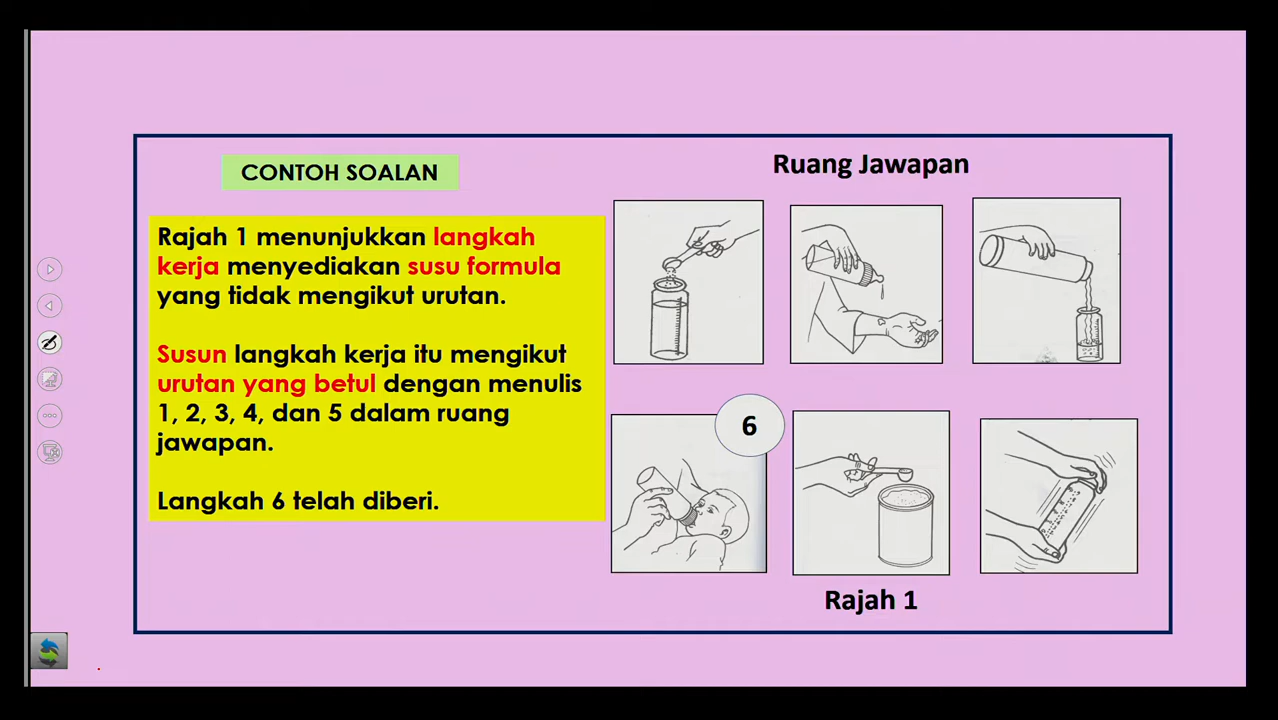 CONTOH SOALAN
Rajah 1 menunjukkan langkah
kerja menyediakan susu formula
yang tidak mengikut urutan.
Susun langkah kerja itu mengikut
urutan yang betul dengan menulis
1, 2, 3, 4, dan 5 dalam ruang
jawapan.
Langkah 6 telah diberi.
Ruang Jawapan
6
Rajah 1